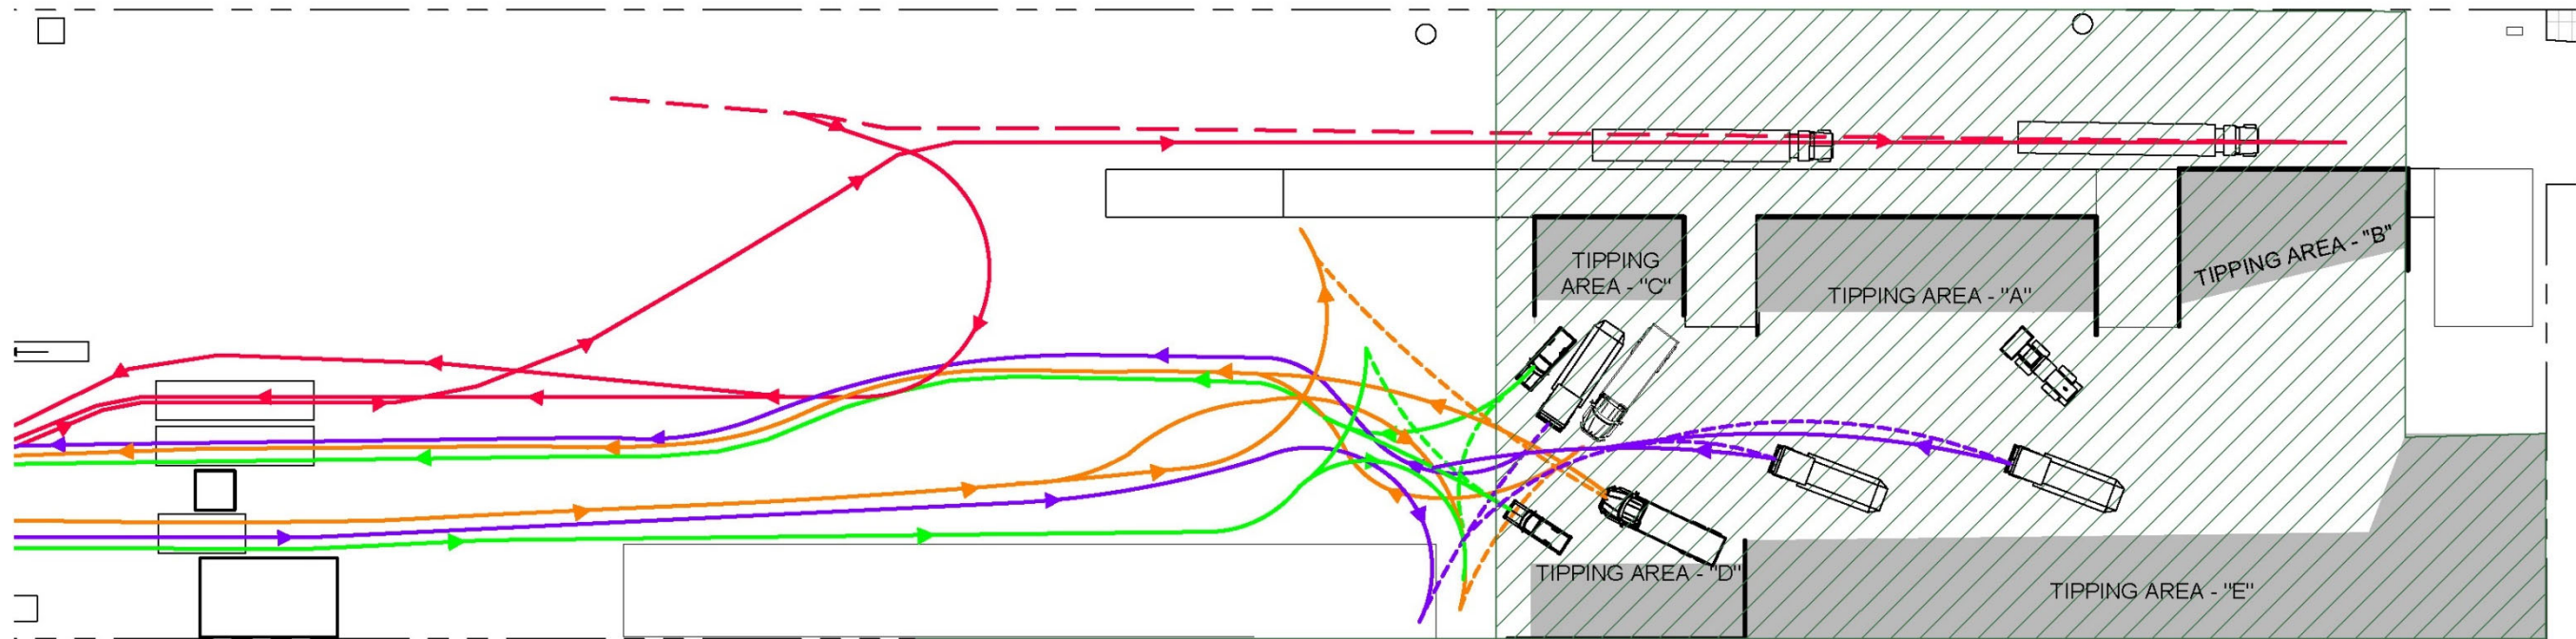 TIPPING
AREA - "C"
TIPPING AREA - "A"
TIPPING AREA - "B"
TIPPING AREA - "D"
TIPPING AREA - "E"